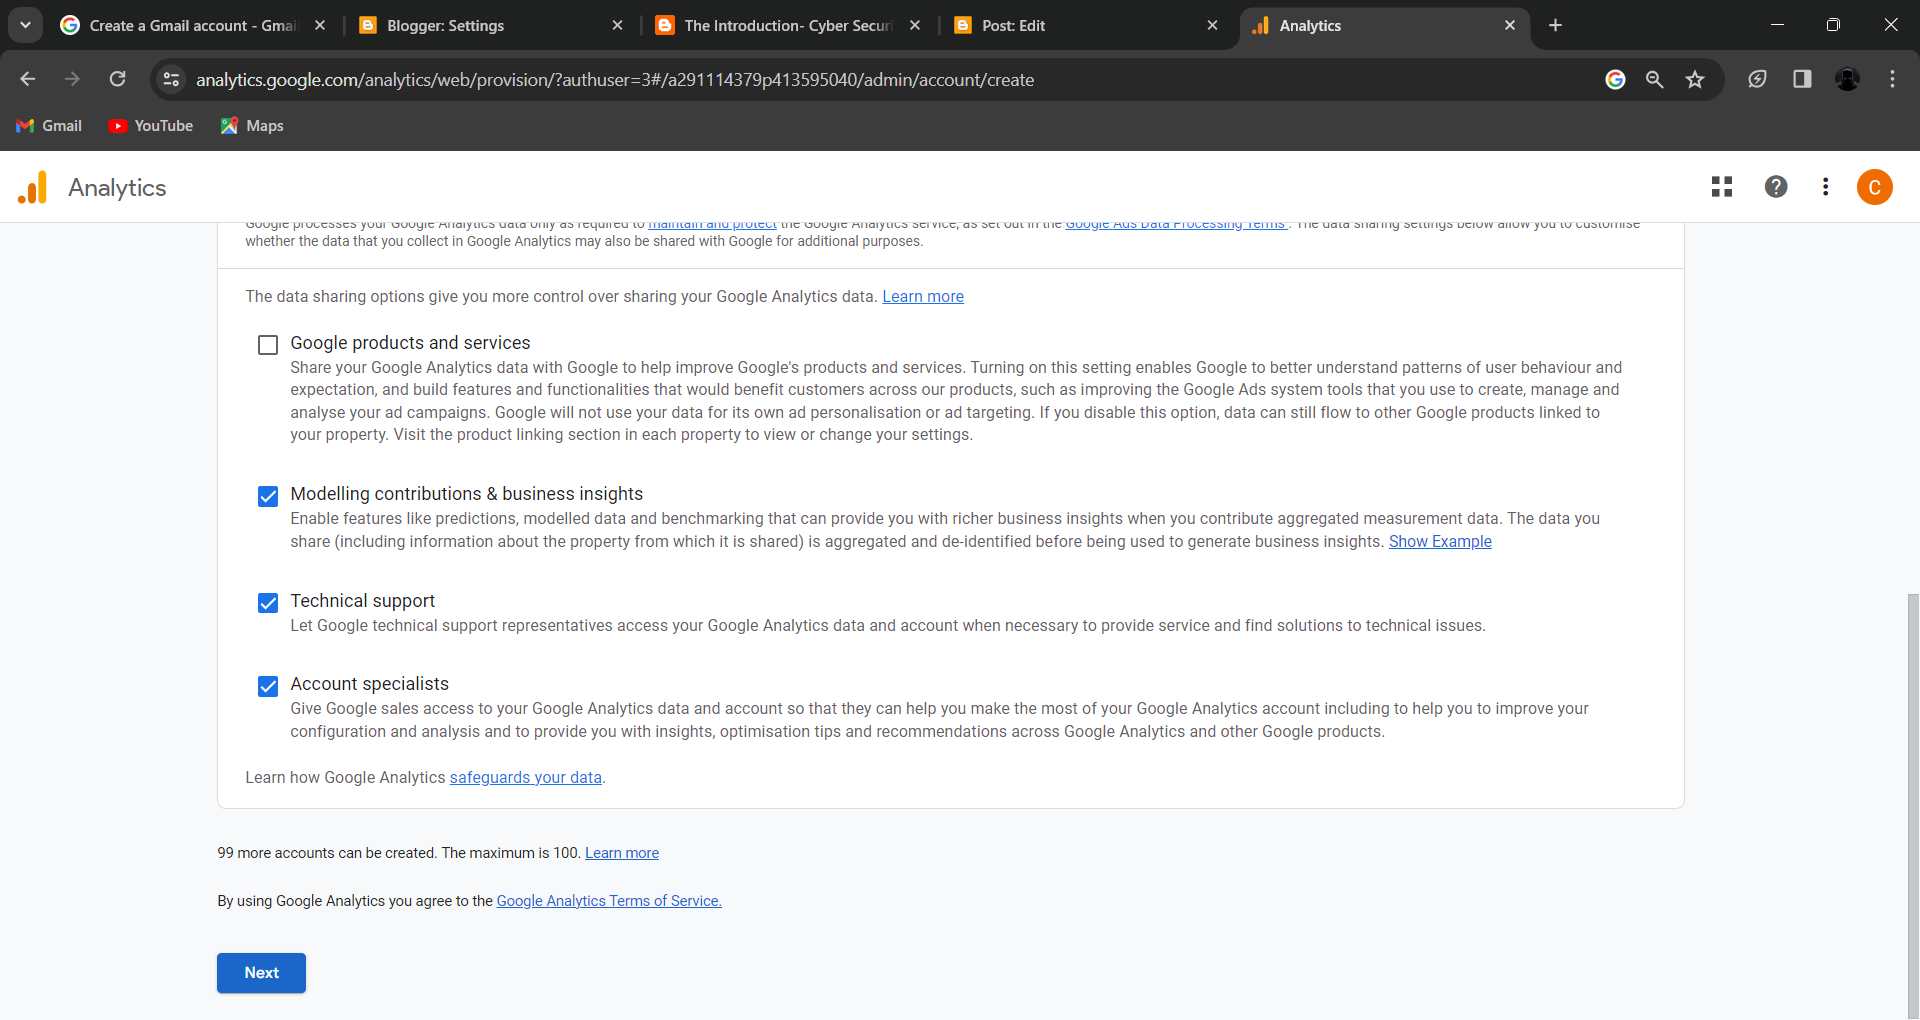 Create a Gmail account - Gmai
Blogger: Settings
The Introduction- Cyber Securi
Post: Edit
Analytics
analytics.google.com/analytics/web/provision/?authuser=3#/a291114379p413595040/admin/account/create
Gmail
YouTube
Maps
Analytics
C
Google processes your Google Analytics data only as required to maintain and protect the Google Analytics service, as set out in the Google Ads Data Processing Terms . The data sharing settings below allow you to customise
whether the data that you collect in Google Analytics may also be shared with Google for additional purposes.
The data sharing options give you more control over sharing your Google Analytics data. Learn more
Google products and services
Share your Google Analytics data with Google to help improve Google's products and services. Turning on this setting enables Google to better understand patterns of user behaviour and
expectation, and build features and functionalities that would benefit customers across our products, such as improving the Google Ads system tools that you use to create, manage and
analyse your ad campaigns. Google will not use your data for its own ad personalisation or ad targeting. If you disable this option, data can still flow to other Google products linked to
your property. Visit the product linking section in each property to view or change your settings.
Modelling contributions & business insights
Enable features like predictions, modelled data and benchmarking that can provide you with richer business insights when you contribute aggregated measurement data. The data you
share (including information about the property from which it is shared) is aggregated and de-identified before being used to generate business insights. Show Example
Technical support
Let Google technical support representatives access your Google Analytics data and account when necessary to provide service and find solutions to technical issues.
Account specialists
Give Google sales access to your Google Analytics data and account so that they can help you make the most of your Google Analytics account including to help you to improve your
configuration and analysis and to provide you with insights, optimisation tips and recommendations across Google Analytics and other Google products.
Learn how Google Analytics safeguards your data.
99 more accounts can be created. The maximum is 100. Learn more
By using Google Analytics you agree to the Google Analytics Terms of Service.
Next